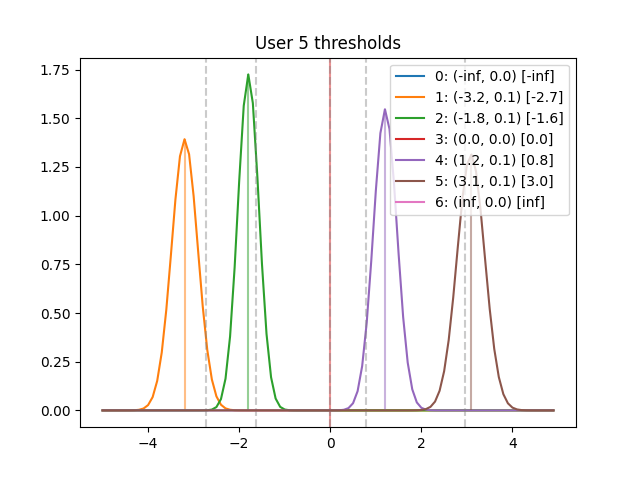 User 5 thresholds
0: (-inf, 0.0) [-inf]
1: (-3.2, 0.1) [-2.7]
2: (-1.8, 0.1) [-1.6]
3: (0.0, 0.0) [0.0]
4: (1.2, 0.1) [0.8]
5: (3.1, 0.1) [3.0]
6: (inf, 0.0) [inf]
1.75
1.50
1.25
1.00
0.75
0.50
0.25
0.00
−4 −2 0 2 4